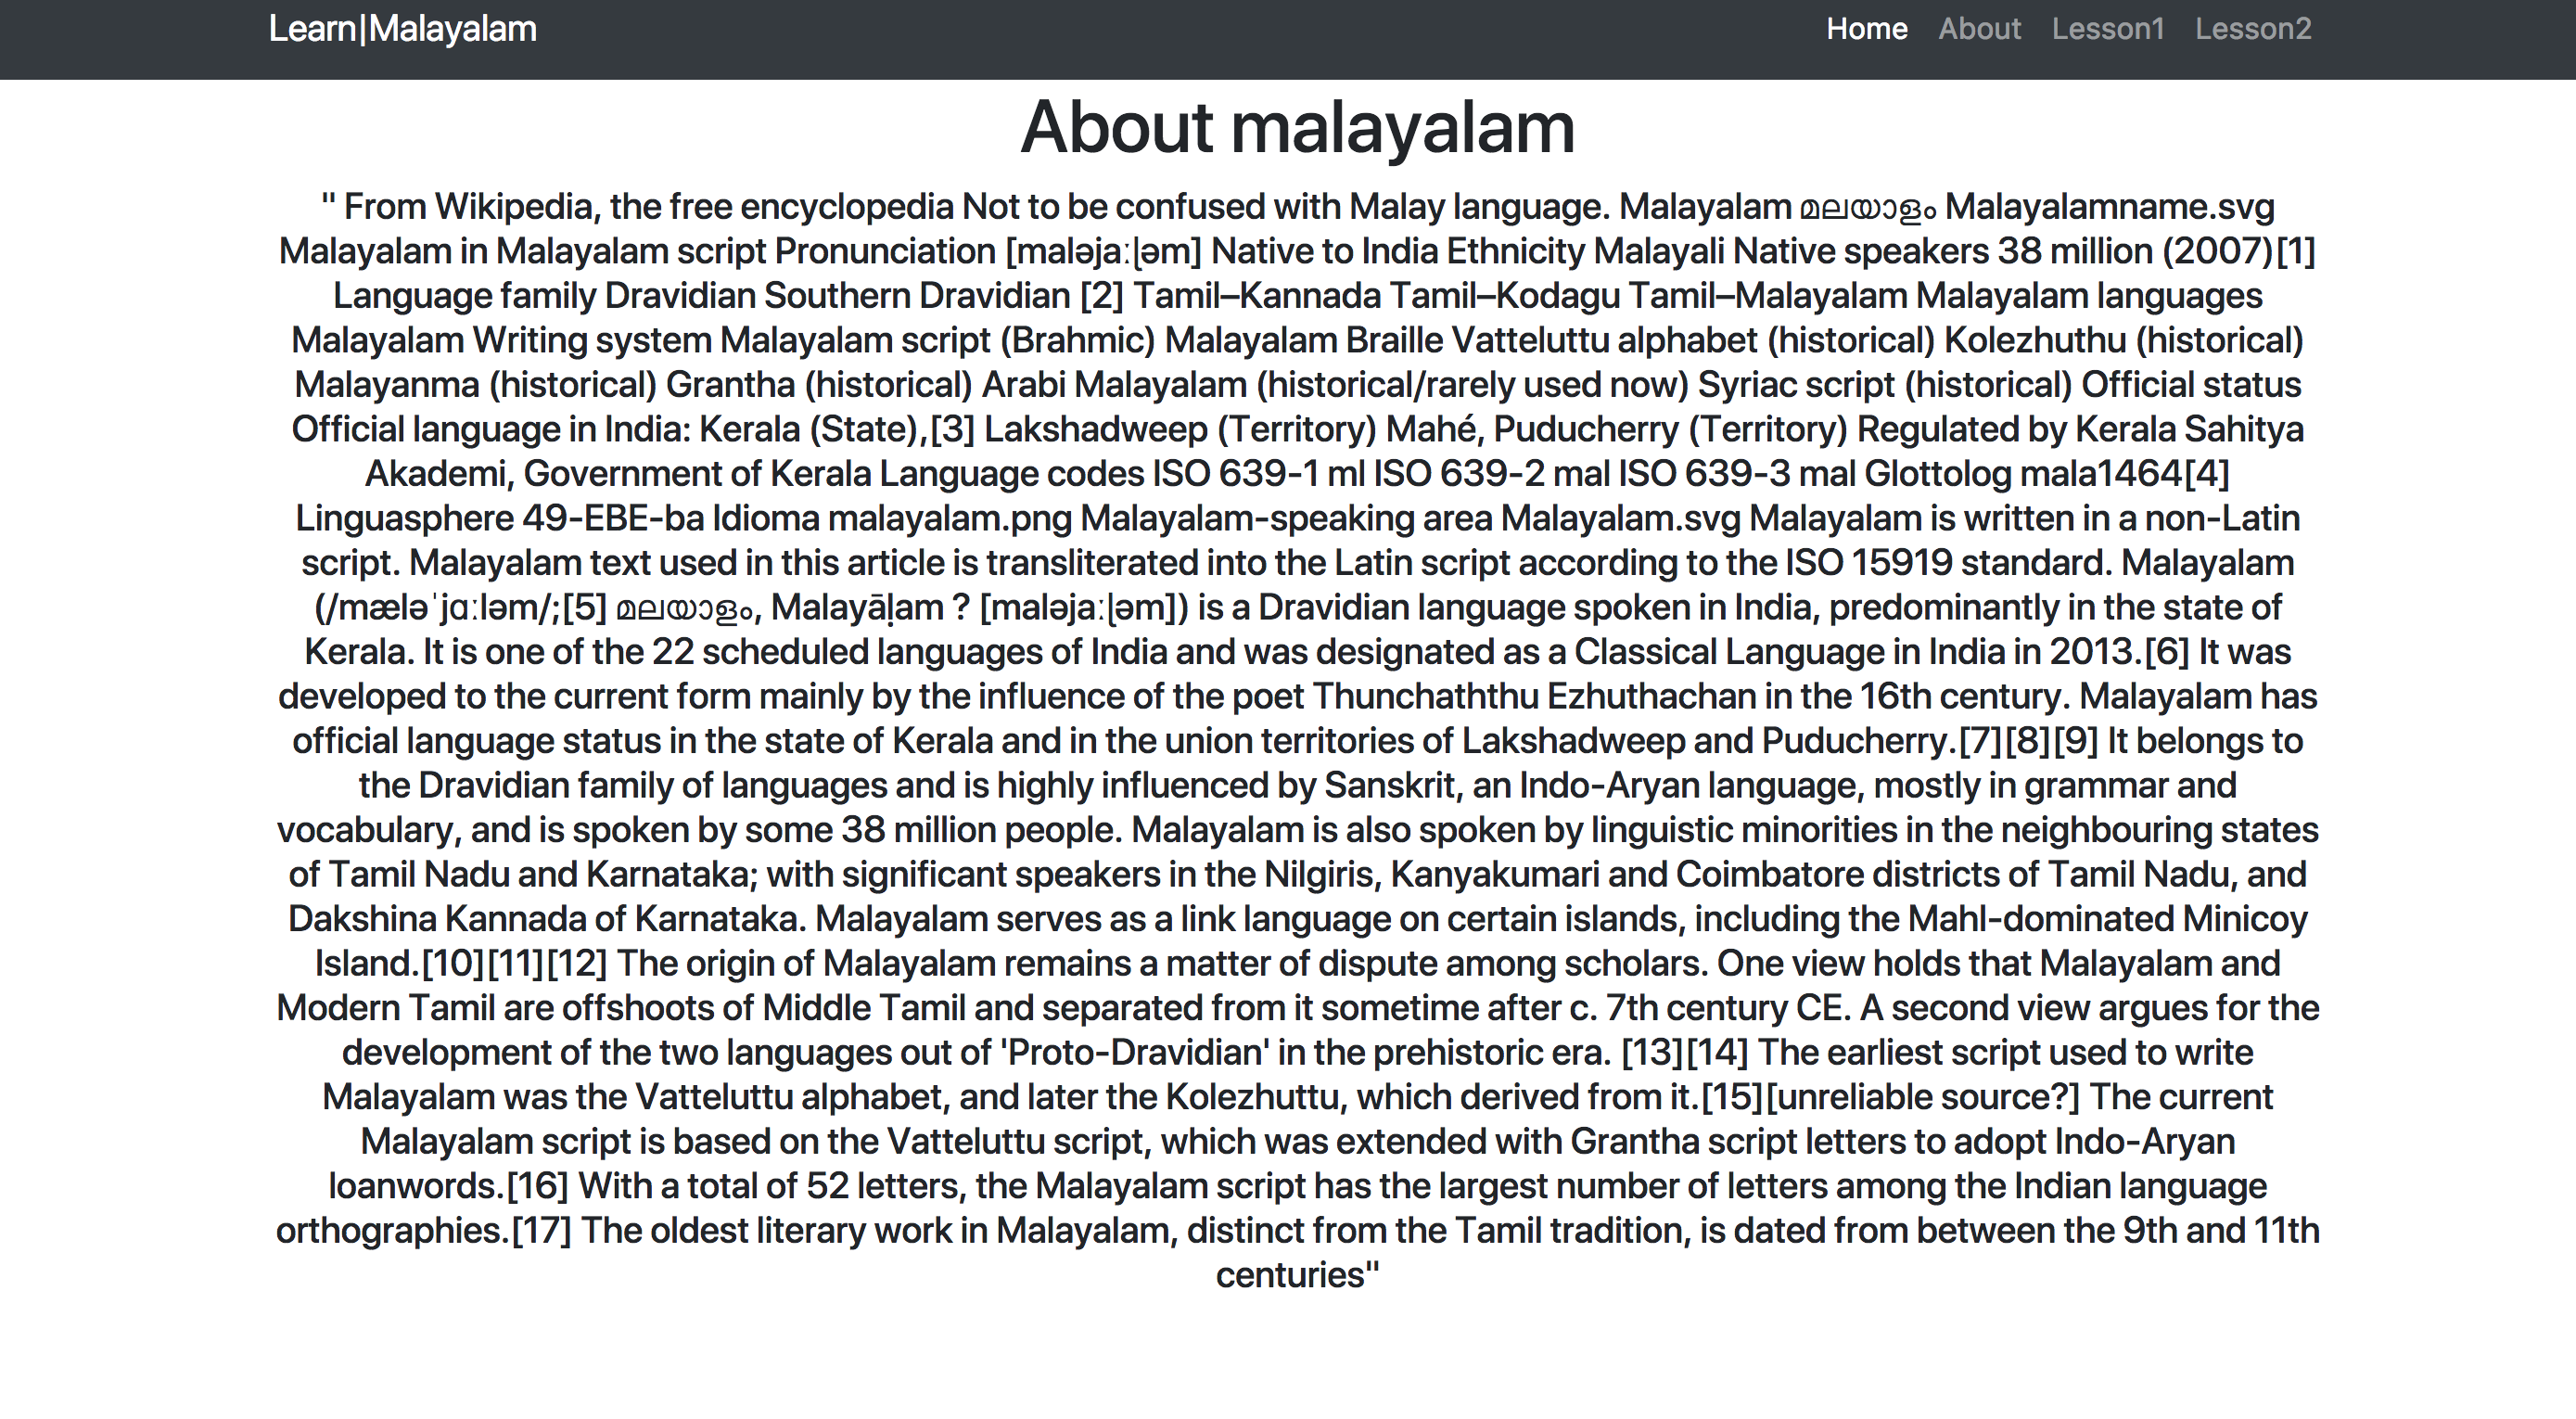 Learn|Malayalam Home About Lesson1 Lesson2
About malayalam
" From Wikipedia, the free encyclopedia Not to be confused with Malay language. Malayalam മലയാളം Malayalamname.svg
Malayalam in Malayalam script Pronunciation [maləjaːɭəm] Native to India Ethnicity Malayali Native speakers 38 million (2007)[1]
Language family Dravidian Southern Dravidian [2] Tamil–Kannada Tamil–Kodagu Tamil–Malayalam Malayalam languages
Malayalam Writing system Malayalam script (Brahmic) Malayalam Braille Vatteluttu alphabet (historical) Kolezhuthu (historical)
Malayanma (historical) Grantha (historical) Arabi Malayalam (historical/rarely used now) Syriac script (historical) Official status
Official language in India: Kerala (State),[3] Lakshadweep (Territory) Mahé, Puducherry (Territory) Regulated by Kerala Sahitya
Akademi, Government of Kerala Language codes ISO 639-1 ml ISO 639-2 mal ISO 639-3 mal Glottolog mala1464[4]
Linguasphere 49-EBE-ba Idioma malayalam.png Malayalam-speaking area Malayalam.svg Malayalam is written in a non-Latin
script. Malayalam text used in this article is transliterated into the Latin script according to the ISO 15919 standard. Malayalam
(/mæləˈjɑːləm/;[5] മലയാളം, Malayāḷam ? [maləjaːɭəm]) is a Dravidian language spoken in India, predominantly in the state of
Kerala. It is one of the 22 scheduled languages of India and was designated as a Classical Language in India in 2013.[6] It was
developed to the current form mainly by the influence of the poet Thunchaththu Ezhuthachan in the 16th century. Malayalam has
official language status in the state of Kerala and in the union territories of Lakshadweep and Puducherry.[7][8][9] It belongs to
the Dravidian family of languages and is highly influenced by Sanskrit, an Indo-Aryan language, mostly in grammar and
vocabulary, and is spoken by some 38 million people. Malayalam is also spoken by linguistic minorities in the neighbouring states
of Tamil Nadu and Karnataka; with significant speakers in the Nilgiris, Kanyakumari and Coimbatore districts of Tamil Nadu, and
Dakshina Kannada of Karnataka. Malayalam serves as a link language on certain islands, including the Mahl-dominated Minicoy
Island.[10][11][12] The origin of Malayalam remains a matter of dispute among scholars. One view holds that Malayalam and
Modern Tamil are offshoots of Middle Tamil and separated from it sometime after c. 7th century CE. A second view argues for the
development of the two languages out of 'Proto-Dravidian' in the prehistoric era. [13][14] The earliest script used to write
Malayalam was the Vatteluttu alphabet, and later the Kolezhuttu, which derived from it.[15][unreliable source?] The current
Malayalam script is based on the Vatteluttu script, which was extended with Grantha script letters to adopt Indo-Aryan
loanwords.[16] With a total of 52 letters, the Malayalam script has the largest number of letters among the Indian language
orthographies.[17] The oldest literary work in Malayalam, distinct from the Tamil tradition, is dated from between the 9th and 11th
centuries"